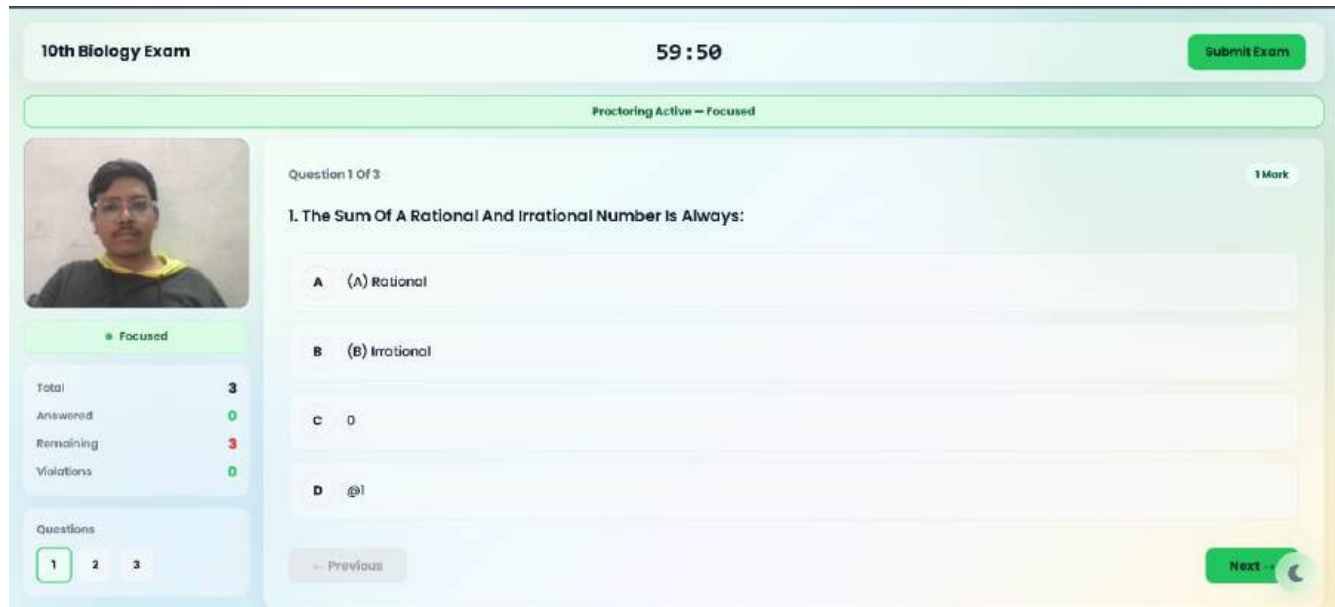 10th Biology Exam
59:50
Submit Exam
Proctoring Active — Focused
Focused
Total 3
Answered 0
Remaining 3
Violations 0
Questions
1 2 3
Question 1 Of 3
1 Mark
1. The Sum Of A Rational And Irrational Number Is Always:
A (A) Rational
B (B) Irrational
C 0
D @1
← Previous
Next →